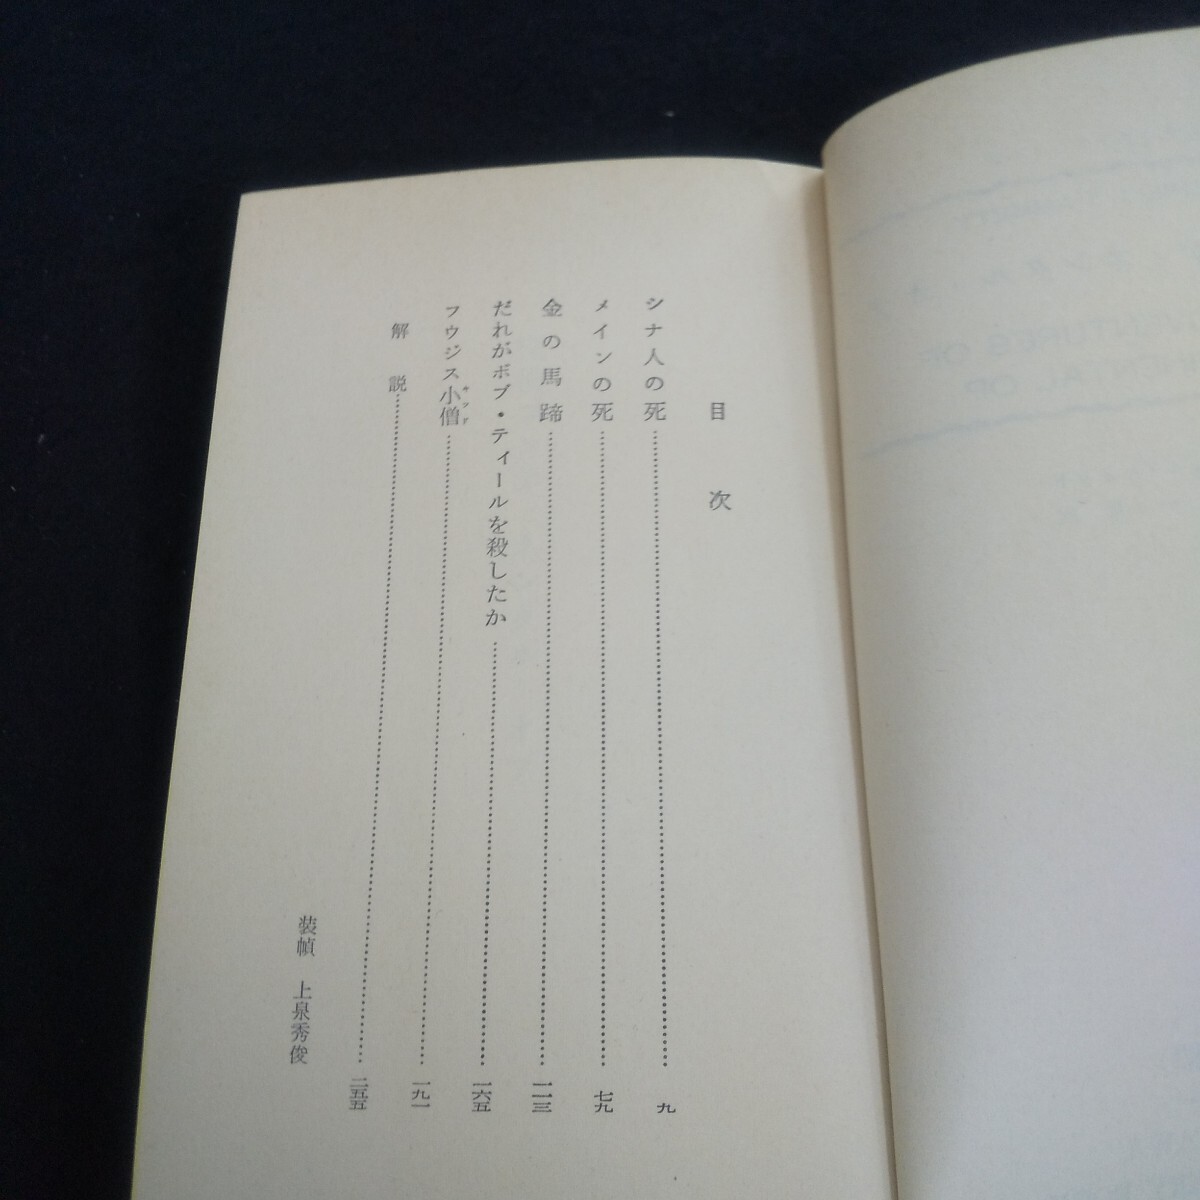 目次
シナ人の死……九
メインの死……七九
金の馬蹄……一二三
だれがボブ・ティールを殺したか……一六五
フウジス小僧……一九一
キッド
解説……二五五
装幀 上泉秀俊